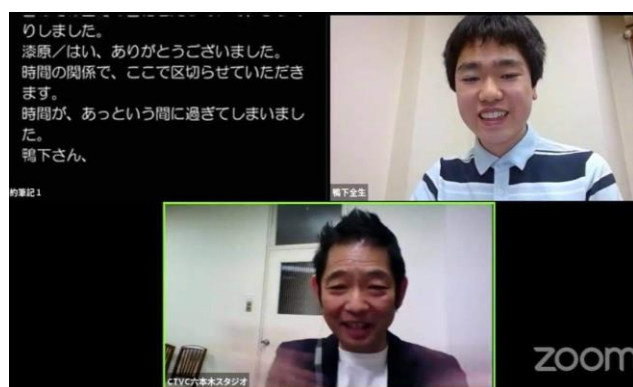 りしました。
漆原／はい、ありがとうございました。
時間の関係で、ここで区切らせていただき
ます。
時間が、あっという間に過ぎてしまいまし
た。
鴨下さん、
約筆記1
鴨下全生
CTVC六本木スタジオ
zoom